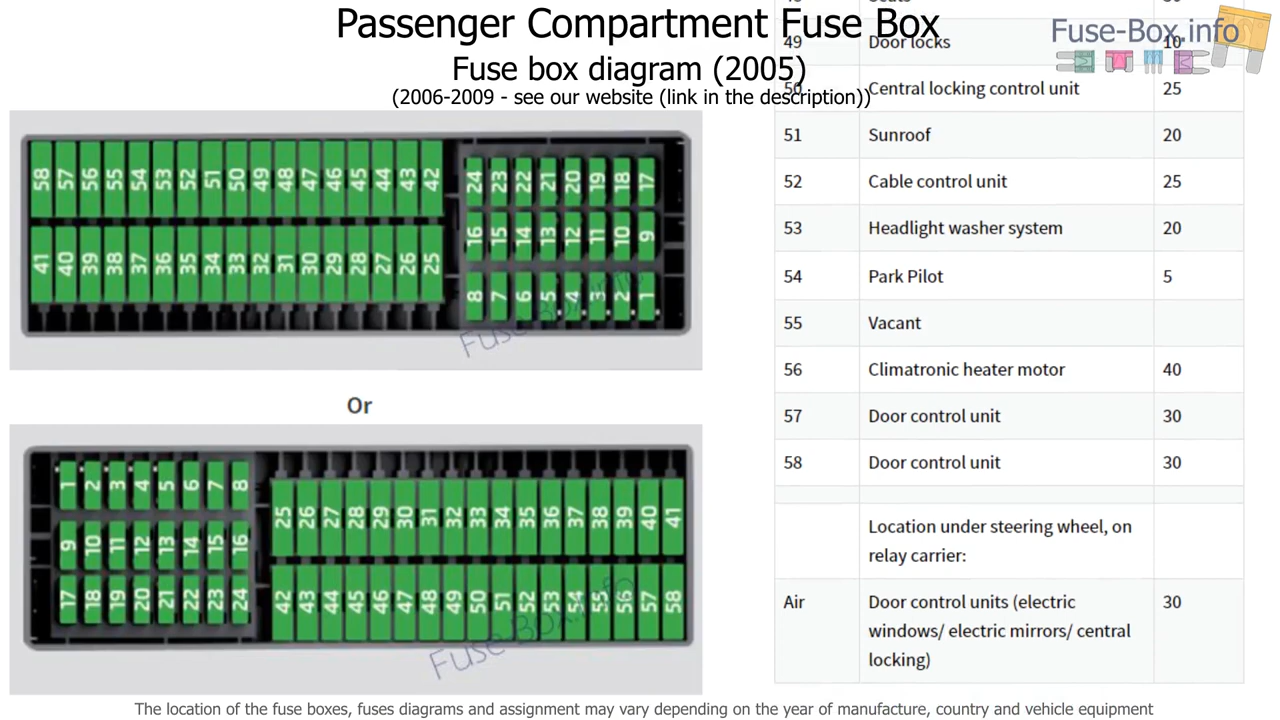 Passenger Compartment Fuse Box
Fuse box diagram (2005)
(2006-2009 - see our website (link in the description))
Fuse-Box.info
58 57 56 55 54 53 52 51 50 49 48 47 46 45 44 43 42
41 40 39 38 37 36 35 34 33 32 31 30 29 28 27 26 25
24 23 22 21 20 19 18 17
16 15 14 13 12 11 10 9
8 7 6 5 4 3 2 1
Fuse-Box.info
Or
1 2 3 4 5 6 7 8
9 10 11 12 13 14 15 16
17 18 19 20 21 22 23 24
25 26 27 28 29 30 31 32 33 34 35 36 37 38 39 40 41
42 43 44 45 46 47 48 49 50 51 52 53 54 55 56 57 58
Fuse-Box.info
49 Door locks 10
50 Central locking control unit 25
51 Sunroof 20
52 Cable control unit 25
53 Headlight washer system 20
54 Park Pilot 5
55 Vacant
56 Climatronic heater motor 40
57 Door control unit 30
58 Door control unit 30
Location under steering wheel, on
relay carrier:
Air Door control units (electric 30
windows/ electric mirrors/ central
locking)
The location of the fuse boxes, fuses diagrams and assignment may vary depending on the year of manufacture, country and vehicle equipment